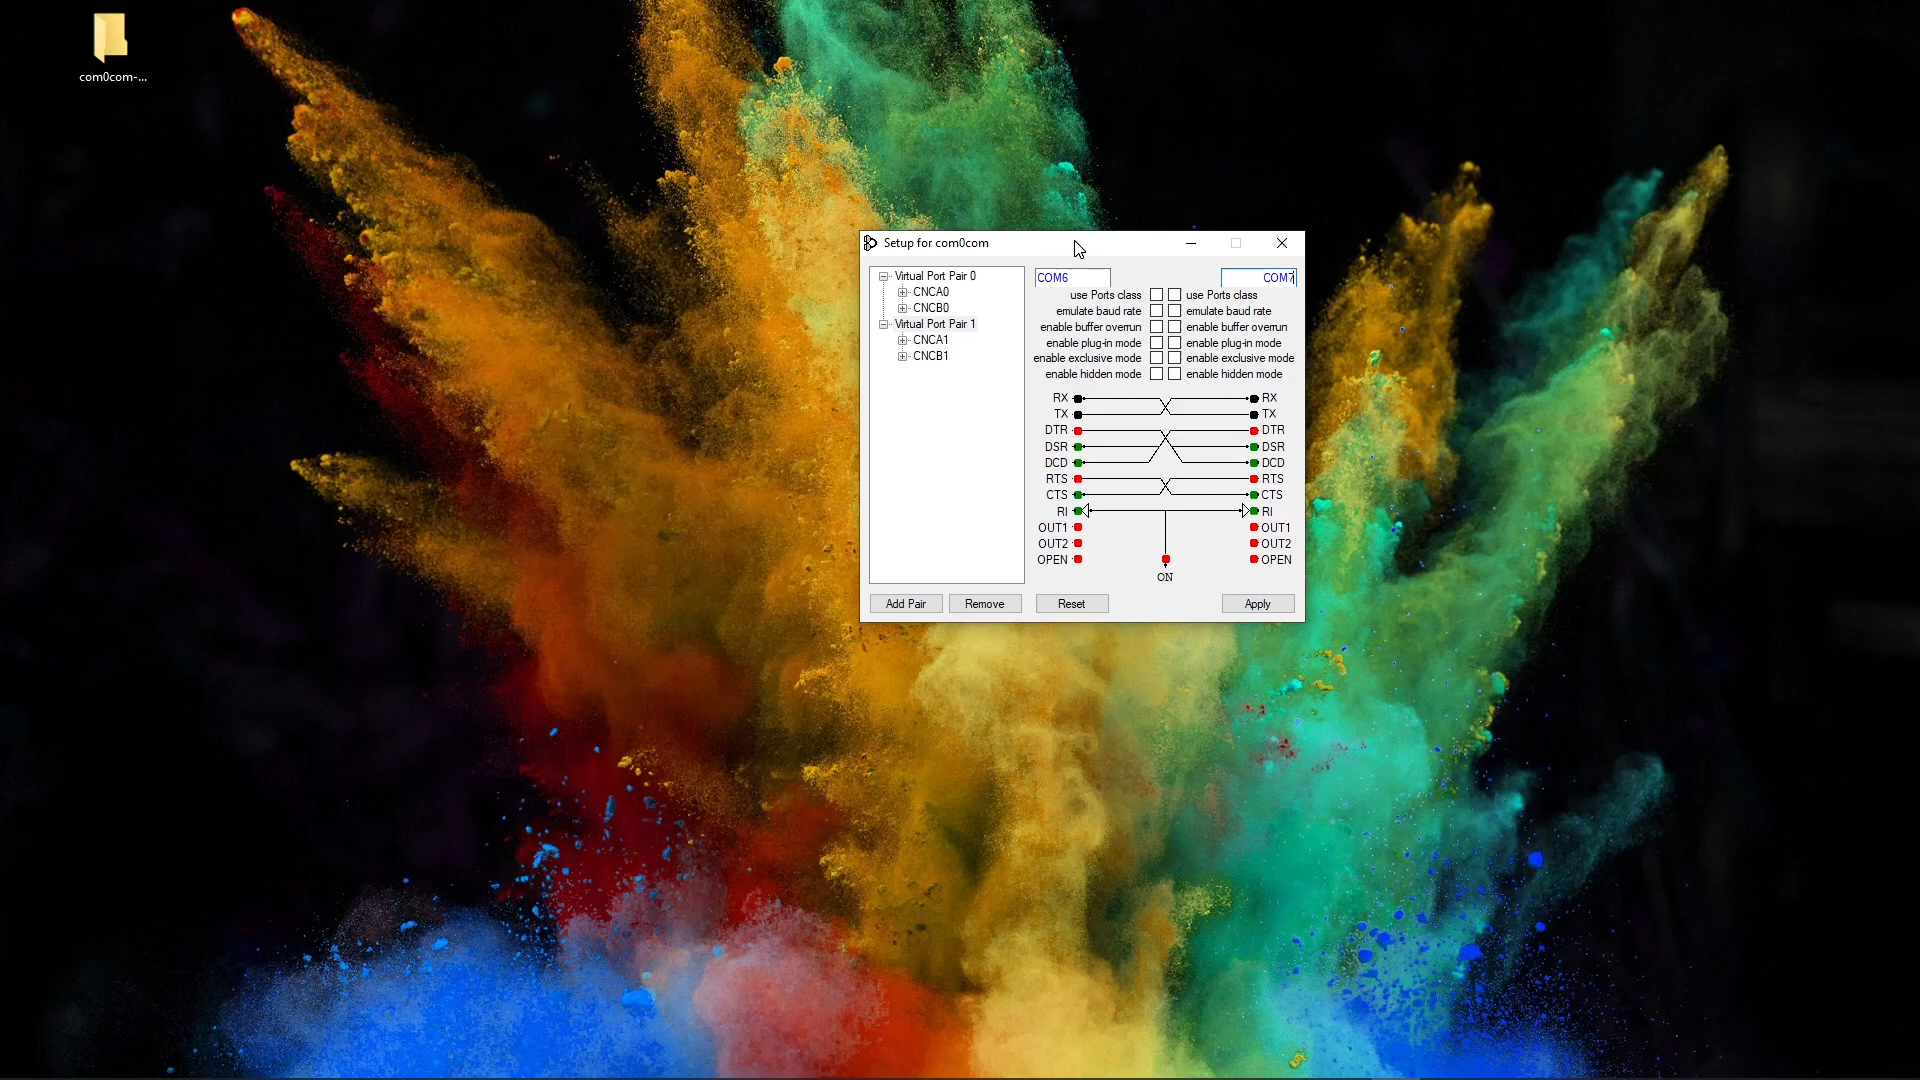 com0com-...
Setup for com0com
Virtual Port Pair 0
CNCA0
CNCB0
Virtual Port Pair 1
CNCA1
CNCB1
COM6 COM7
use Ports class use Ports class
emulate baud rate emulate baud rate
enable buffer overrun enable buffer overrun
enable plug-in mode enable plug-in mode
enable exclusive mode enable exclusive mode
enable hidden mode enable hidden mode
RX RX
TX TX
DTR DTR
DSR DSR
DCD DCD
RTS RTS
CTS CTS
RI RI
OUT1 OUT1
OUT2 OUT2
OPEN OPEN
ON
Add Pair Remove Reset Apply